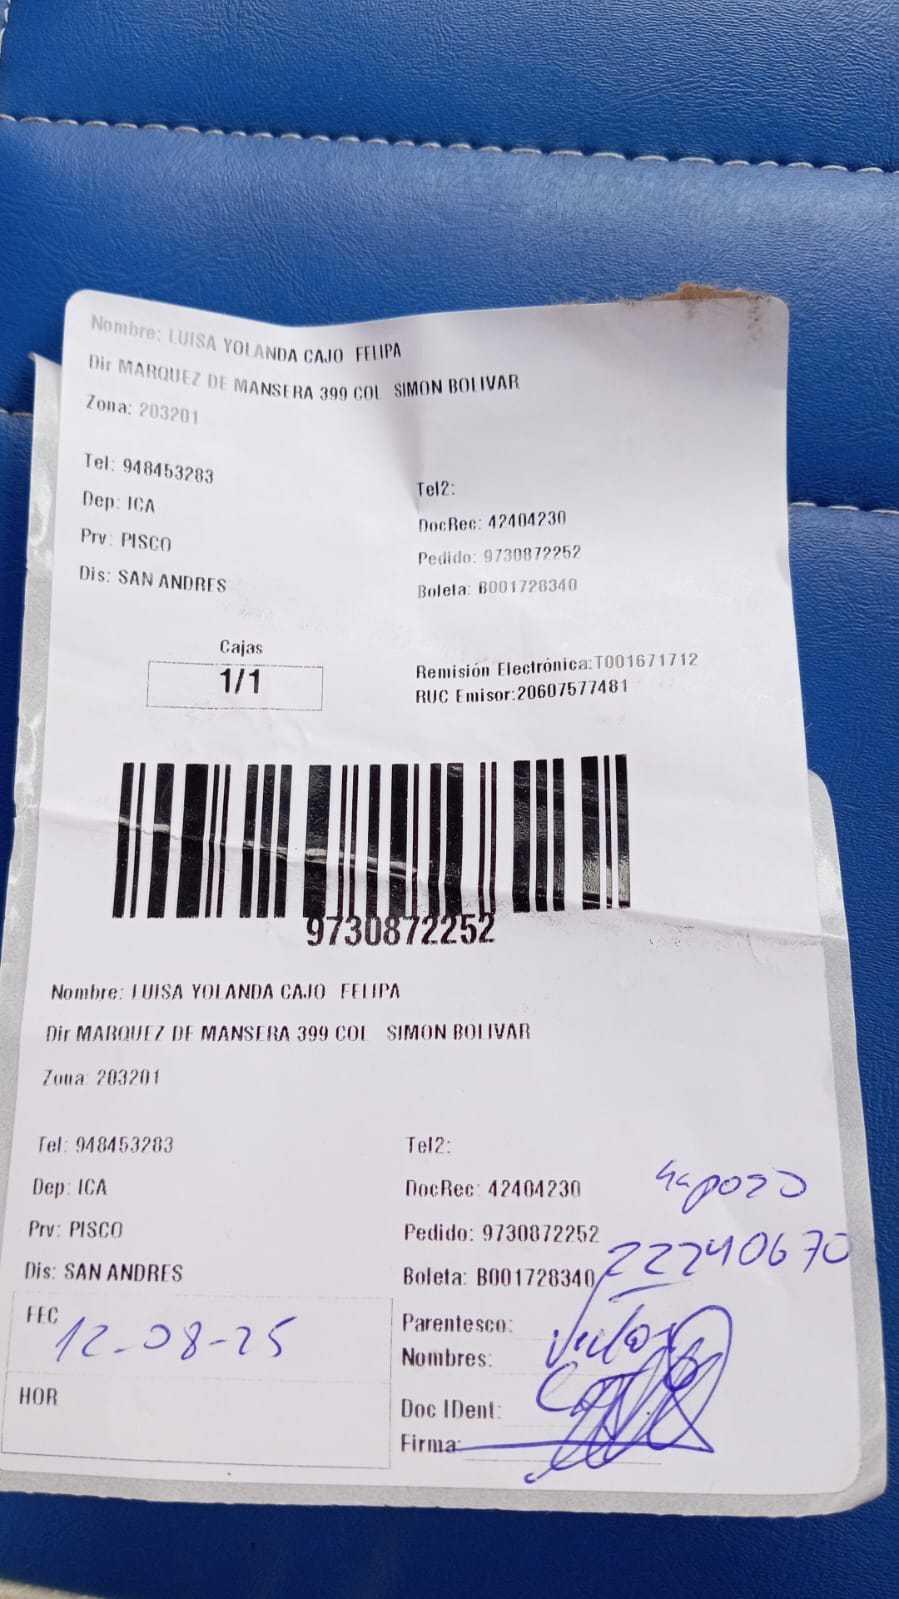 Nombre: LUISA YOLANDA CAJO FELIPA
Dir MARQUEZ DE MANSERA 399 COL SIMON BOLIVAR
Zona: 203201
Tel: 948453283
Tel2:
Dep: ICA
DocRec: 42404230
Prv: PISCO
Pedido: 9730872252
Dis: SAN ANDRES
Boleta: B001728340
Cajas
1/1
Remisión Electrónica:T001671712
RUC Emisor:20607577481
9730872252
Nombre: LUISA YOLANDA CAJO FELIPA
Dir MARQUEZ DE MANSERA 399 COL SIMON BOLIVAR
Zona: 203201
Tel: 948453283
Tel2:
Dep: ICA
DocRec: 42404230
Prv: PISCO
Pedido: 9730872252
22240670
Dis: SAN ANDRES
Boleta: B001728340
FEC
12-08-25
Parentesco:
Nombres:
HOR
Doc IDent:
Firma: